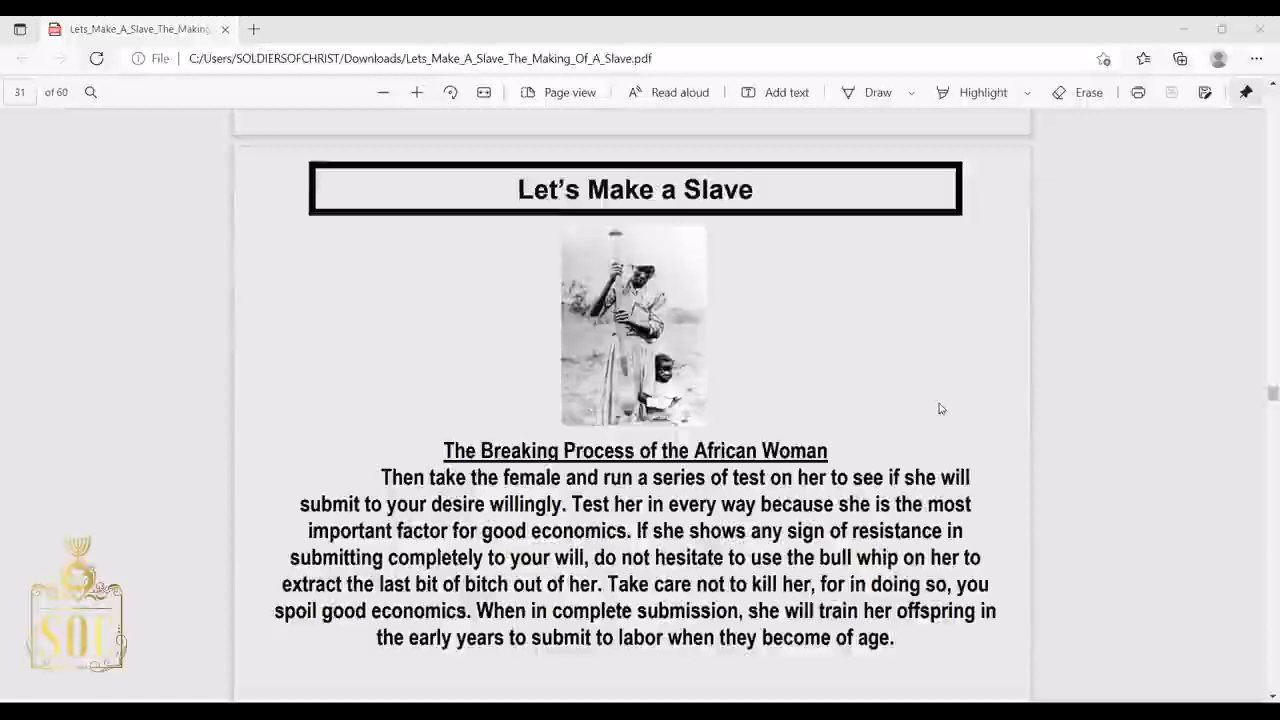 Lets_Make_A_Slave_The_Making_
File
C:/Users/SOLDIERSOFCHRIST/Downloads/Lets_Make_A_Slave_The_Making_Of_A_Slave.pdf
31 of 60
Page view
Read aloud
Add text
Draw
Highlight
Erase
Let's Make a Slave
The Breaking Process of the African Woman
Then take the female and run a series of test on her to see if she will
submit to your desire willingly. Test her in every way because she is the most
important factor for good economics. If she shows any sign of resistance in
submitting completely to your will, do not hesitate to use the bull whip on her to
extract the last bit of bitch out of her. Take care not to kill her, for in doing so, you
spoil good economics. When in complete submission, she will train her offspring in
the early years to submit to labor when they become of age.
SOF